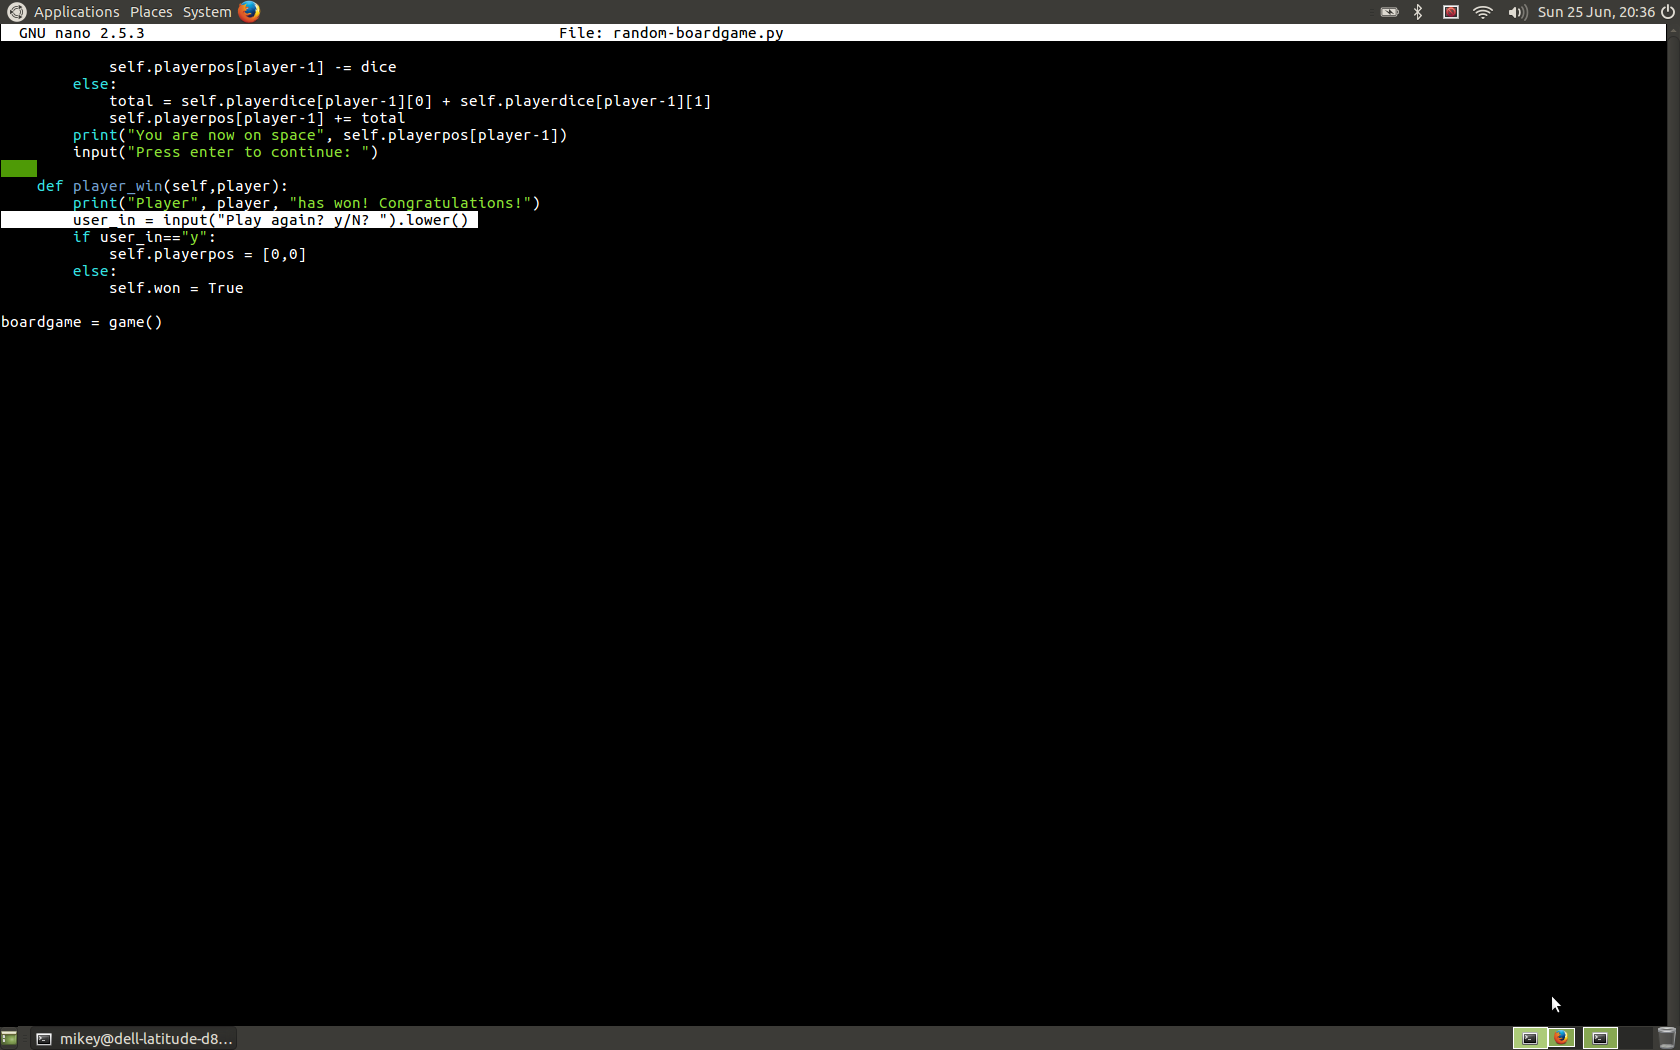 Applications Places System Sun 25 Jun, 20:36
GNU nano 2.5.3 File: random-boardgame.py
            self.playerpos[player-1] -= dice
        else:
            total = self.playerdice[player-1][0] + self.playerdice[player-1][1]
            self.playerpos[player-1] += total
        print("You are now on space", self.playerpos[player-1])
        input("Press enter to continue: ")
    def player_win(self,player):
        print("Player", player, "has won! Congratulations!")
        user_in = input("Play again? y/N? ").lower()
        if user_in=="y":
            self.playerpos = [0,0]
        else:
            self.won = True
boardgame = game()
mikey@dell-latitude-d8...